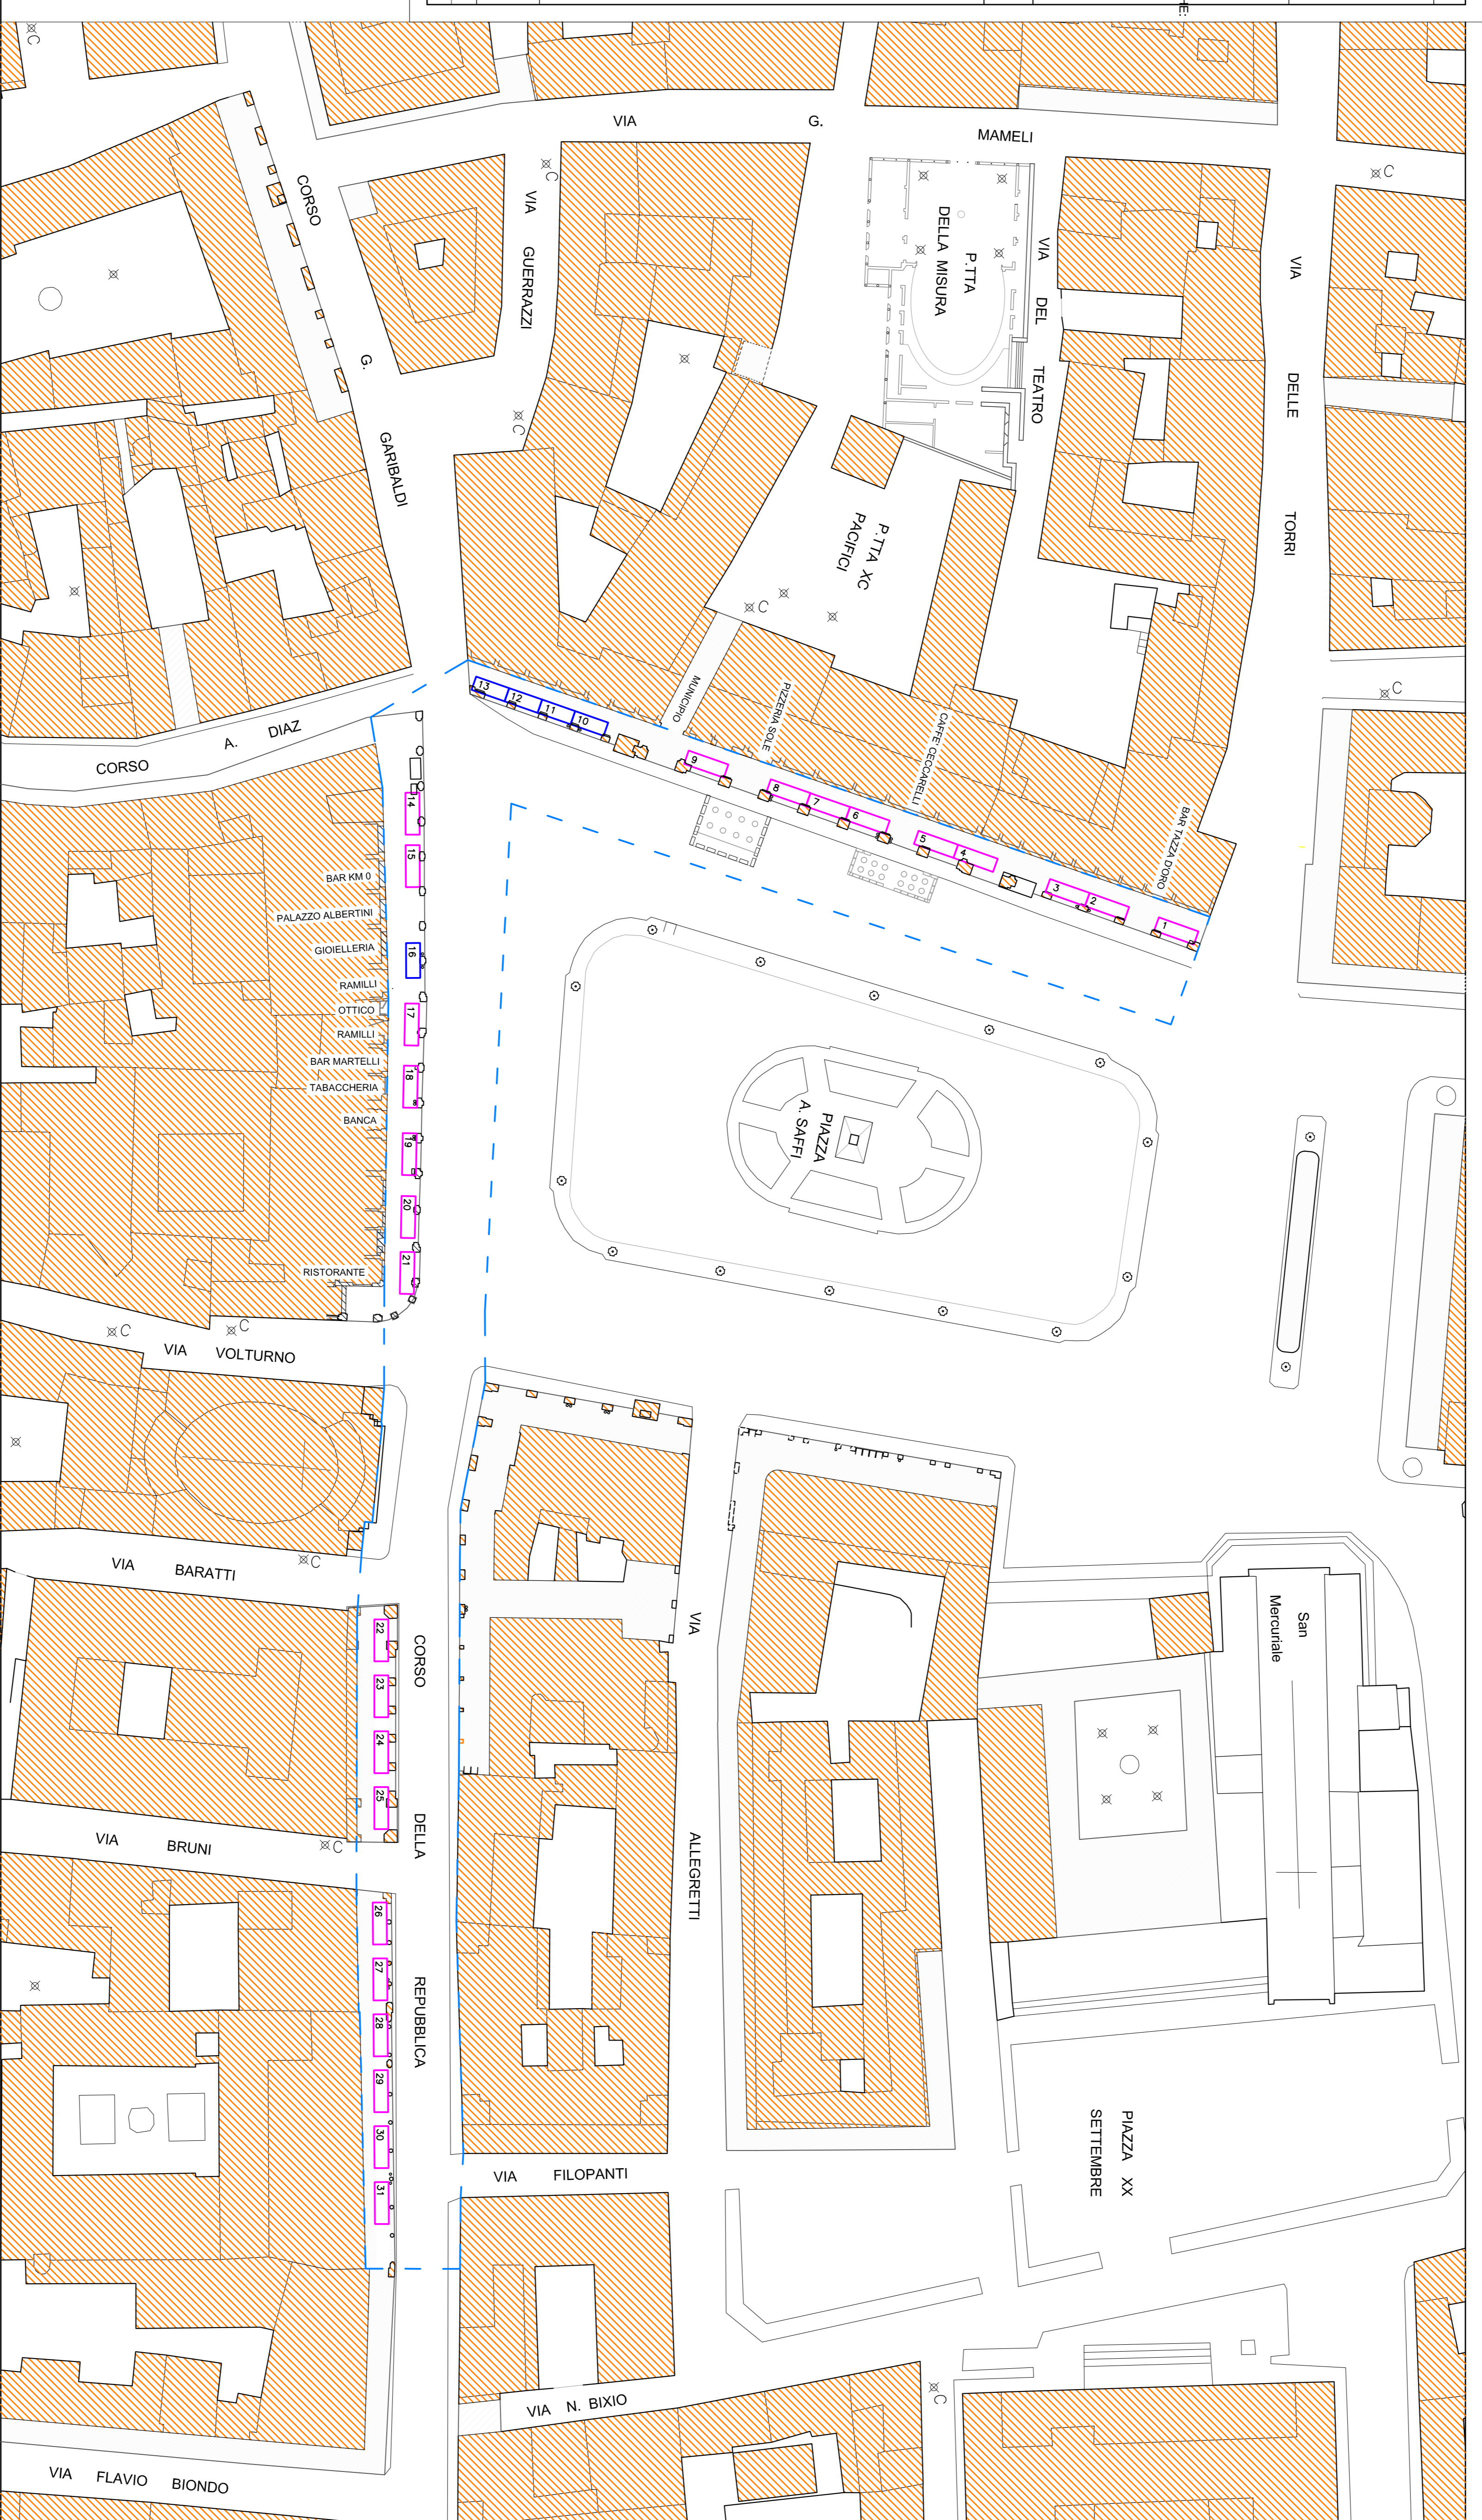 HE:
C
VIA G. MAMELI
C
C
CORSO G. GARIBALDI
VIA GUERRAZZI
C
P.TTA
DELLA MISURA
VIA DEL TEATRO
VIA DELLE TORRI
P.TTA XC
PACIFICI
C
C
MUNICIPIO
PIZZERIA SOLE
CAFFE' CECCARELLI
BAR TAZZA D'ORO
13
12
11
10
9
8
7
6
5
4
3
2
1
CORSO A. DIAZ
14
15
BAR KM 0
PALAZZO ALBERTINI
GIOIELLERIA
16
RAMILLI
OTTICO
17
RAMILLI
BAR MARTELLI
18
TABACCHERIA
BANCA
19
20
21
RISTORANTE
PIAZZA
A. SAFFI
C
C
VIA VOLTURNO
C
VIA BARATTI
22
23
24
25
CORSO DELLA REPUBBLICA
VIA ALLEGRETTI
San
Mercuriale
VIA BRUNI
C
26
27
28
29
30
31
VIA FILOPANTI
PIAZZA XX
SETTEMBRE
VIA N. BIXIO
C
VIA FLAVIO BIONDO